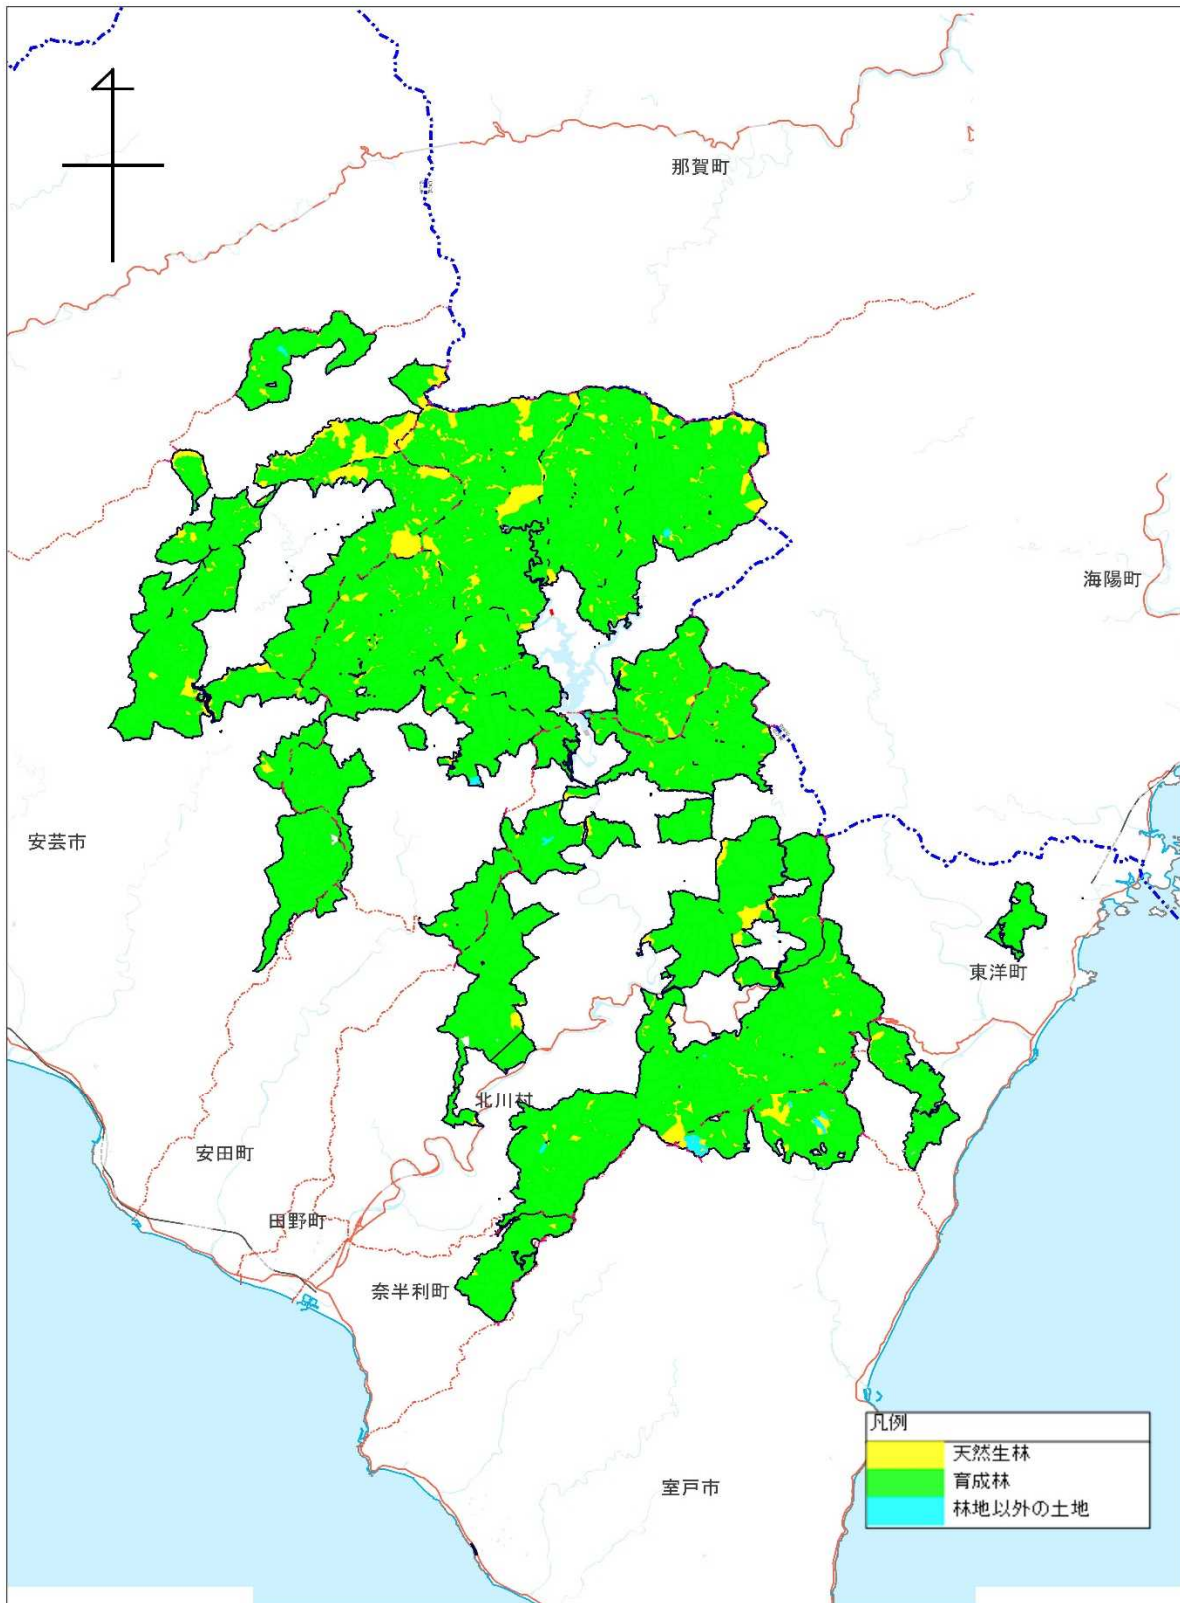 那賀町
海陽町
安芸市
東洋町
北川村
安田町
田野町
奈半利町
室戸市
凡例
天然生林
育成林
林地以外の土地